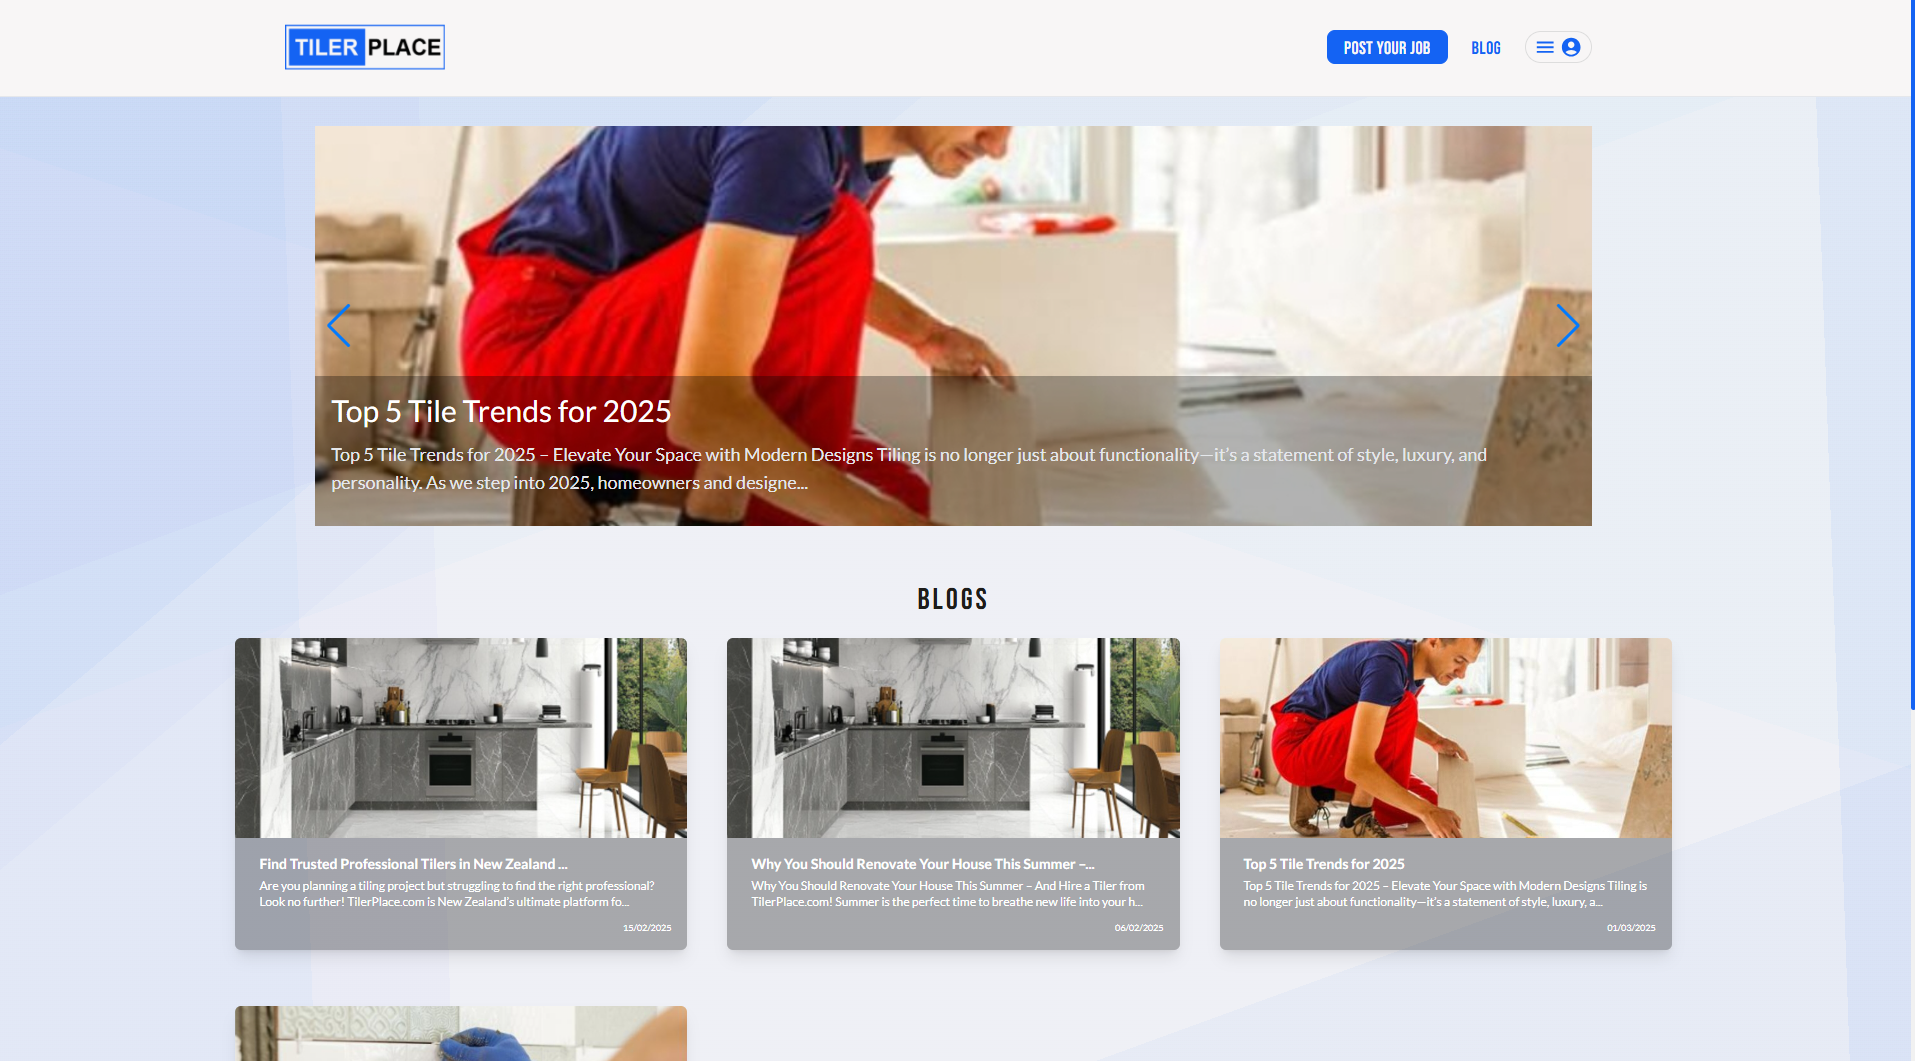 TILER PLACE
POST YOUR JOB
BLOG
Top 5 Tile Trends for 2025
Top 5 Tile Trends for 2025 – Elevate Your Space with Modern Designs Tiling is no longer just about functionality—it's a statement of style, luxury, and
personality. As we step into 2025, homeowners and designe...
BLOGS
Find Trusted Professional Tilers in New Zealand ...
Are you planning a tiling project but struggling to find the right professional?
Look no further! TilerPlace.com is New Zealand's ultimate platform fo...
15/02/2025
Why You Should Renovate Your House This Summer –...
Why You Should Renovate Your House This Summer – And Hire a Tiler from
TilerPlace.com! Summer is the perfect time to breathe new life into your h...
06/02/2025
Top 5 Tile Trends for 2025
Top 5 Tile Trends for 2025 – Elevate Your Space with Modern Designs Tiling is
no longer just about functionality—it's a statement of style, luxury, a...
01/03/2025